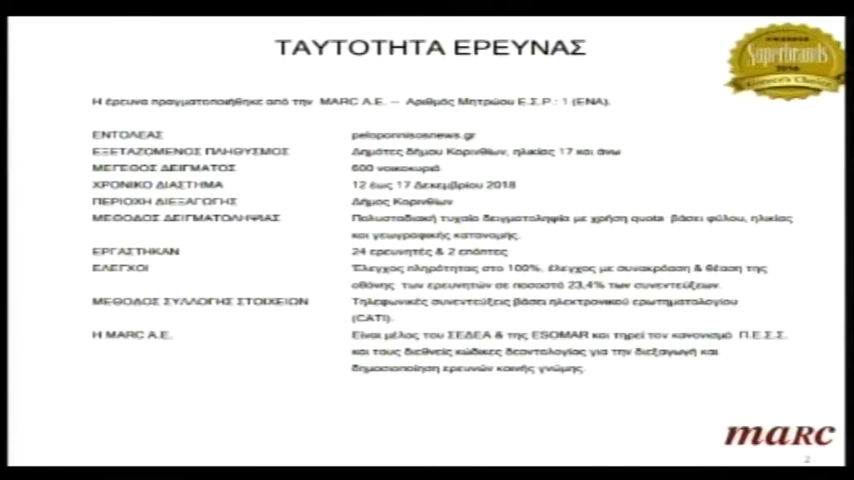 ΤΑΥΤΟΤΗΤΑ ΕΡΕΥΝΑΣ
Superbrands
2016
Greece's Choice
Η έρευνα πραγματοποιήθηκε από την MARC A.E. – Αριθμός Μητρώου Ε.Σ.Ρ.: 1 (ΕΝΑ).
ΕΝΤΟΛΕΑΣ peloponnisosnews.gr
ΕΞΕΤΑΖΟΜΕΝΟΣ ΠΛΗΘΥΣΜΟΣ Δημότες δήμου Κορινθίων, ηλικίας 17 και άνω
ΜΕΓΕΘΟΣ ΔΕΙΓΜΑΤΟΣ 600 νοικοκυριά
ΧΡΟΝΙΚΟ ΔΙΑΣΤΗΜΑ 12 έως 17 Δεκεμβρίου 2018
ΠΕΡΙΟΧΗ ΔΙΕΞΑΓΩΓΗΣ Δήμος Κορινθίων
ΜΕΘΟΔΟΣ ΔΕΙΓΜΑΤΟΛΗΨΙΑΣ Πολυσταδιακή τυχαία δειγματοληψία με χρήση quota βάσει φύλου, ηλικίας
και γεωγραφικής κατανομής.
ΕΡΓΑΣΤΗΚΑΝ 24 ερευνητές & 2 επόπτες
ΕΛΕΓΧΟΙ Έλεγχος πληρότητας στο 100%, έλεγχος με συνακρόαση & θέαση της
οθόνης των ερευνητών σε ποσοστό 23,4% των συνεντεύξεων.
ΜΕΘΟΔΟΣ ΣΥΛΛΟΓΗΣ ΣΤΟΙΧΕΙΩΝ Τηλεφωνικές συνεντεύξεις βάσει ηλεκτρονικού ερωτηματολογίου
(CATI).
Η MARC A.E. Είναι μέλος του ΣΕΔΕΑ & της ESOMAR και τηρεί τον κανονισμό Π.Ε.Σ.Σ.
και τους διεθνείς κώδικες δεοντολογίας για την διεξαγωγή και
δημοσιοποίηση ερευνών κοινής γνώμης.
maRC
2